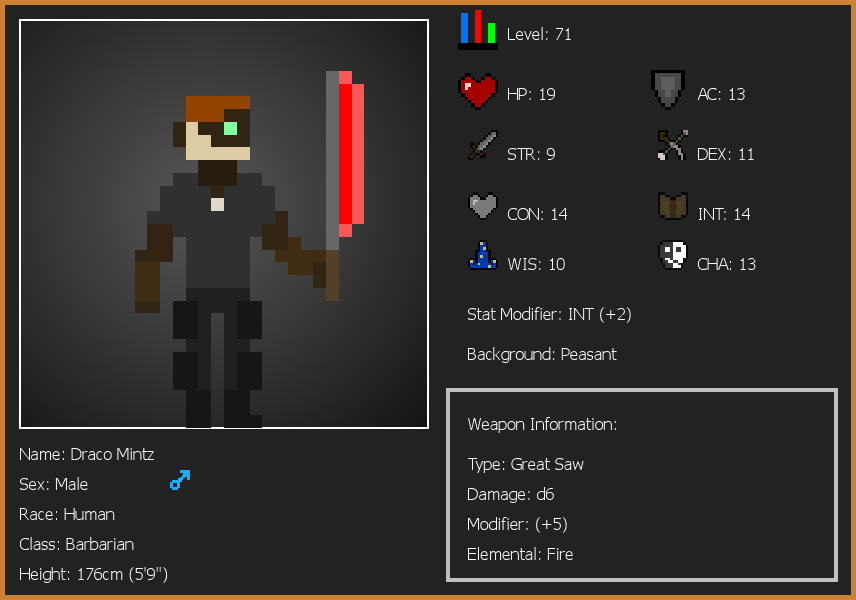 Level: 71
HP: 19
AC: 13
STR: 9
DEX: 11
CON: 14
INT: 14
WIS: 10
CHA: 13
Stat Modifier: INT (+2)
Background: Peasant
Weapon Information:
Type: Great Saw
Damage: d6
Modifier: (+5)
Elemental: Fire
Name: Draco Mintz
Sex: Male
Race: Human
Class: Barbarian
Height: 176cm (5'9")